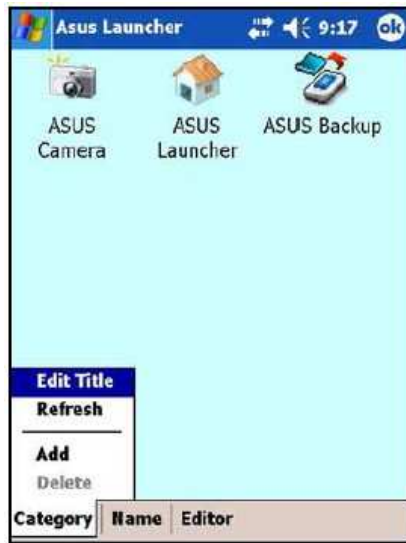 Asus Launcher 9:17 ok
ASUS Camera
ASUS Launcher
ASUS Backup
Edit Title
Refresh
Add
Delete
Category Name Editor